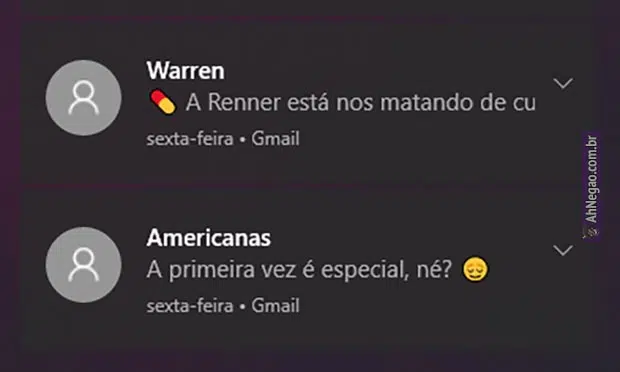 Warren
💊 A Renner está nos matando de cu
sexta-feira • Gmail
Americanas
A primeira vez é especial, né? 😌
sexta-feira • Gmail
AhNegao.com.br